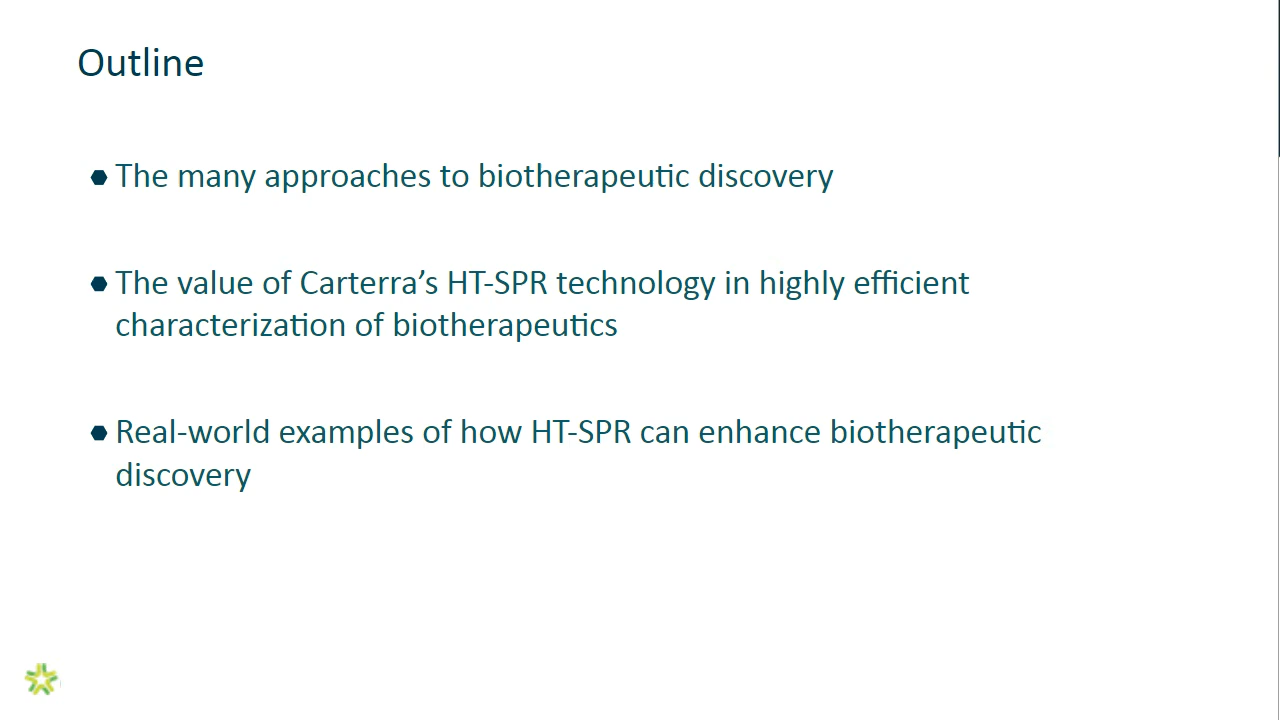 Outline
The many approaches to biotherapeutic discovery
The value of Carterra’s HT-SPR technology in highly efficient
characterization of biotherapeutics
Real-world examples of how HT-SPR can enhance biotherapeutic
discovery